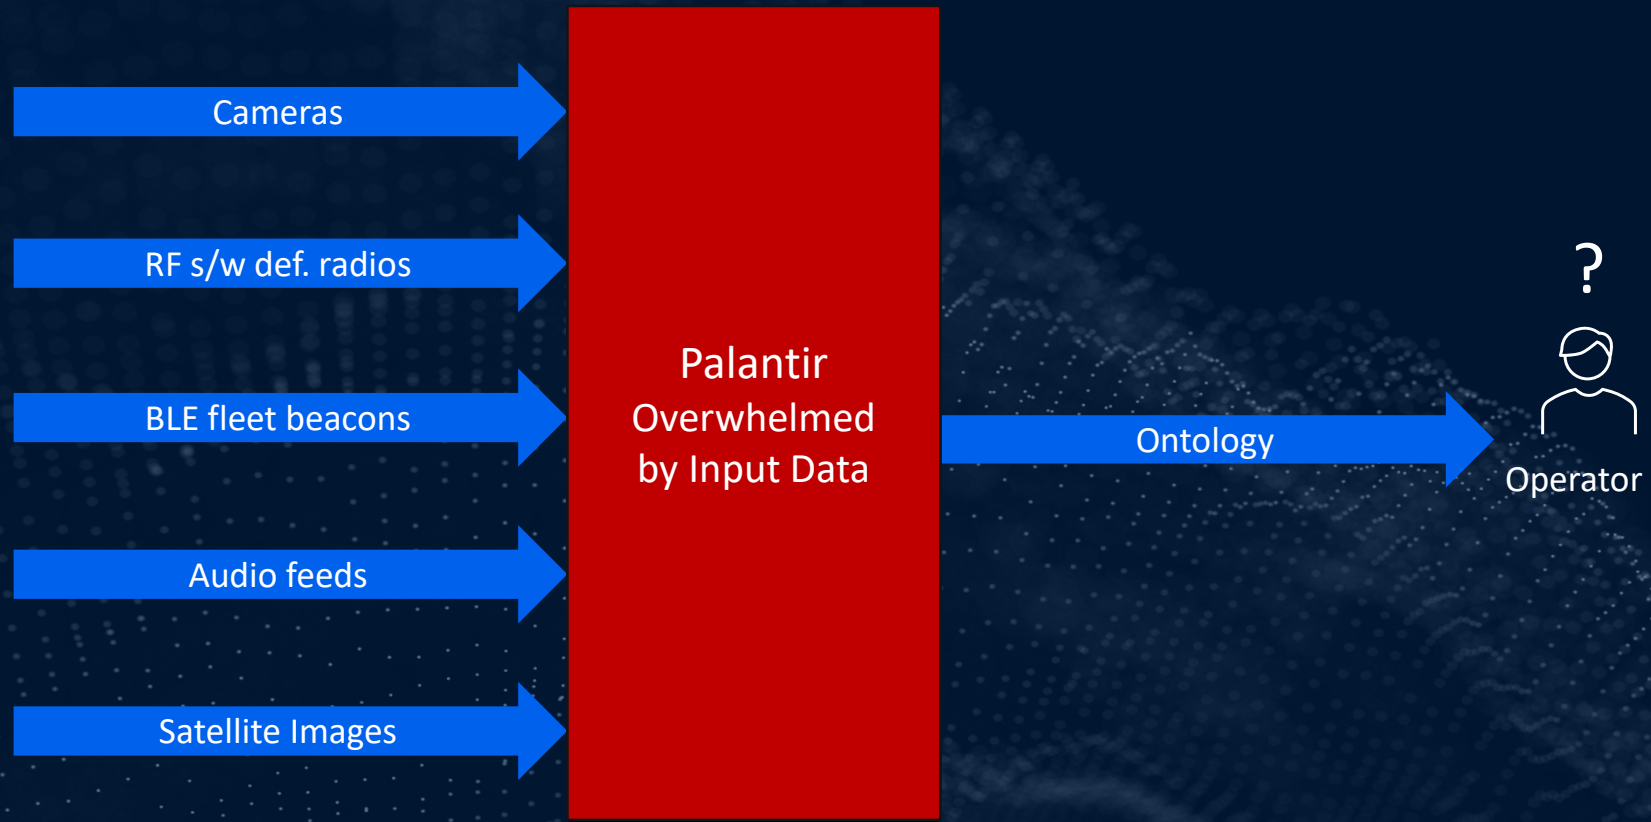 Cameras
RF s/w def. radios
BLE fleet beacons
Audio feeds
Satellite Images
Palantir
Overwhelmed
by Input Data
Ontology
?
Operator